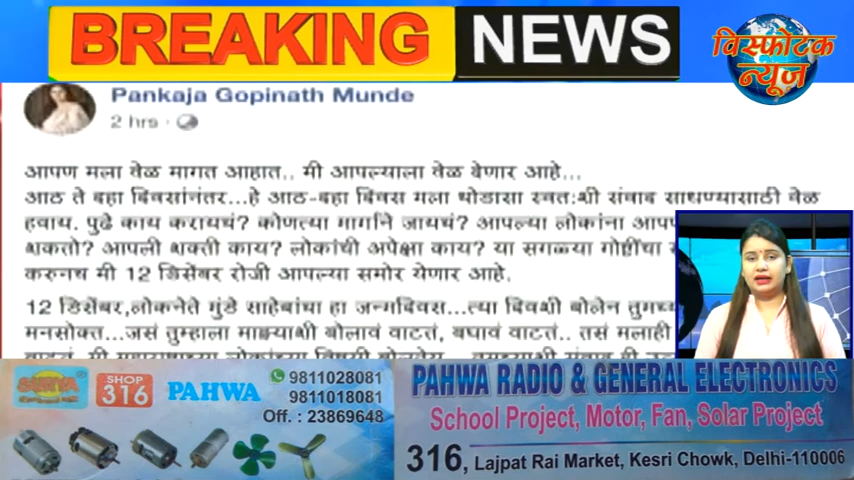 BREAKING NEWS
विस्फोटक
न्यूज
Pankaja Gopinath Munde
2 hrs
आपण मला वेळ मागत आहात.. मी आपल्याला वेळ देणार आहे...
आठ ते दहा दिवसांनंतर...हे आठ-दहा दिवस मला थोडासा स्वतःशी संवाद साधण्यासाठी वेळ
हवाय. पुढे काय करायचं? कोणत्या मार्गाने जायचं? आपल्या लोकांना आपण
शकतो? आपली शक्ती काय? लोकांची अपेक्षा काय? या सगळ्या गोष्टींचा
करुनच मी 12 डिसेंबर रोजी आपल्या समोर येणार आहे.
12 डिसेंबर,लोकनेते मुंडे साहेबांचा हा जन्मदिवस...त्या दिवशी बोलेन तुमच्या
मनसोक्त...जसं तुम्हाला माझ्याशी बोलावं वाटतं, बघावं वाटतं.. तसं मलाही
SURYA
SHOP
316
PAHWA
9811028081
9811018081
Off. : 23869648
PAHWA RADIO & GENERAL ELECTRONICS
School Project, Motor, Fan, Solar Project
316, Lajpat Rai Market, Kesri Chowk, Delhi-110006